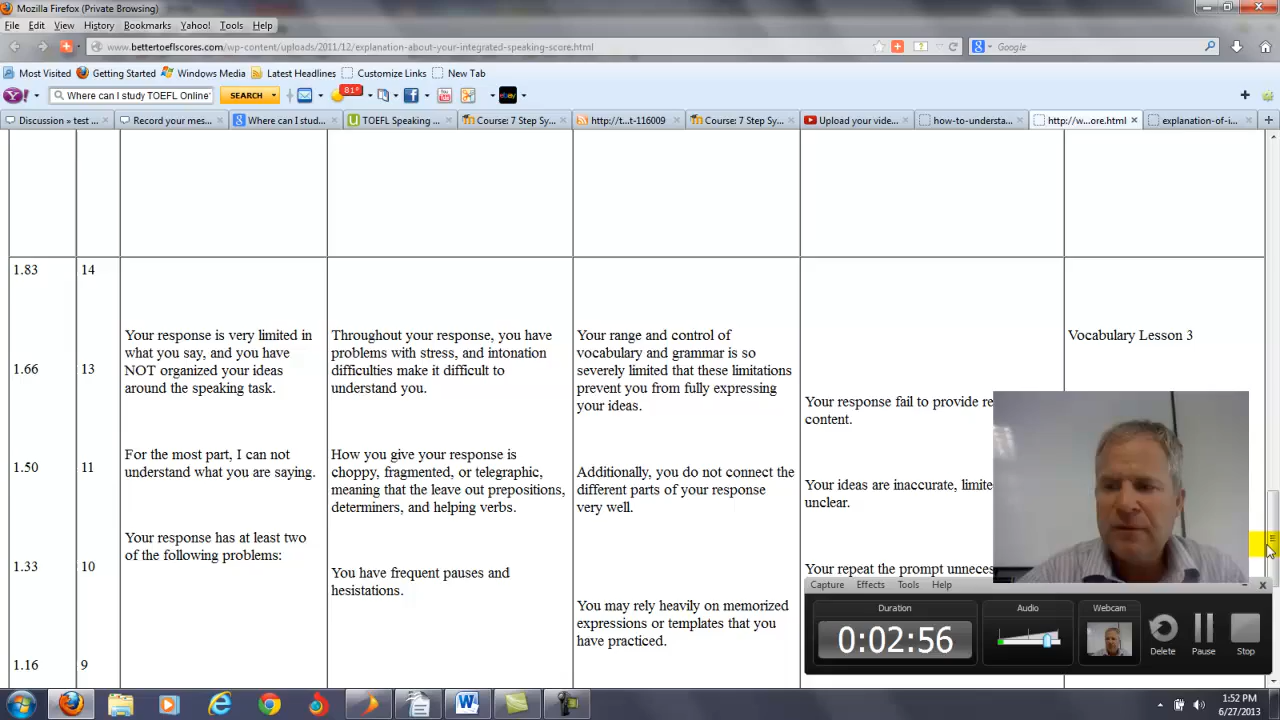 Mozilla Firefox (Private Browsing)
File Edit View History Bookmarks Yahoo! Tools Help
www.bettertoeflscores.com/wp-content/uploads/2011/12/explanation-about-your-integrated-speaking-score.html
Google
Most Visited Getting Started Windows Media Latest Headlines Customize Links New Tab
Where can I study TOEFL Online SEARCH 81° ebay
Discussion » test ... Record your mes... Where can I stud... TOEFL Speaking ... Course: 7 Step Sy... http://t...t-116009 Course: 7 Step Sy... Upload your vide... how-to-understa... http://w...ore.html explanation-of-i...
1.83 14
Your response is very limited in
what you say, and you have
NOT organized your ideas
around the speaking task.
Throughout your response, you have
problems with stress, and intonation
difficulties make it difficult to
understand you.
Your range and control of
vocabulary and grammar is so
severely limited that these limitations
prevent you from fully expressing
your ideas.
Vocabulary Lesson 3
1.66 13
Your response fail to provide re
content.
1.50 11
For the most part, I can not
understand what you are saying.
How you give your response is
choppy, fragmented, or telegraphic,
meaning that the leave out prepositions,
determiners, and helping verbs.
Additionally, you do not connect the
different parts of your response
very well.
Your ideas are inaccurate, limite
unclear.
Your response has at least two
of the following problems:
1.33 10
You have frequent pauses and
hesistations.
Your repeat the prompt unneces
You may rely heavily on memorized
expressions or templates that you
have practiced.
1.16 9
Capture Effects Tools Help
Duration Audio Webcam
0:02:56
Delete Pause Stop
1:52 PM
6/27/2013